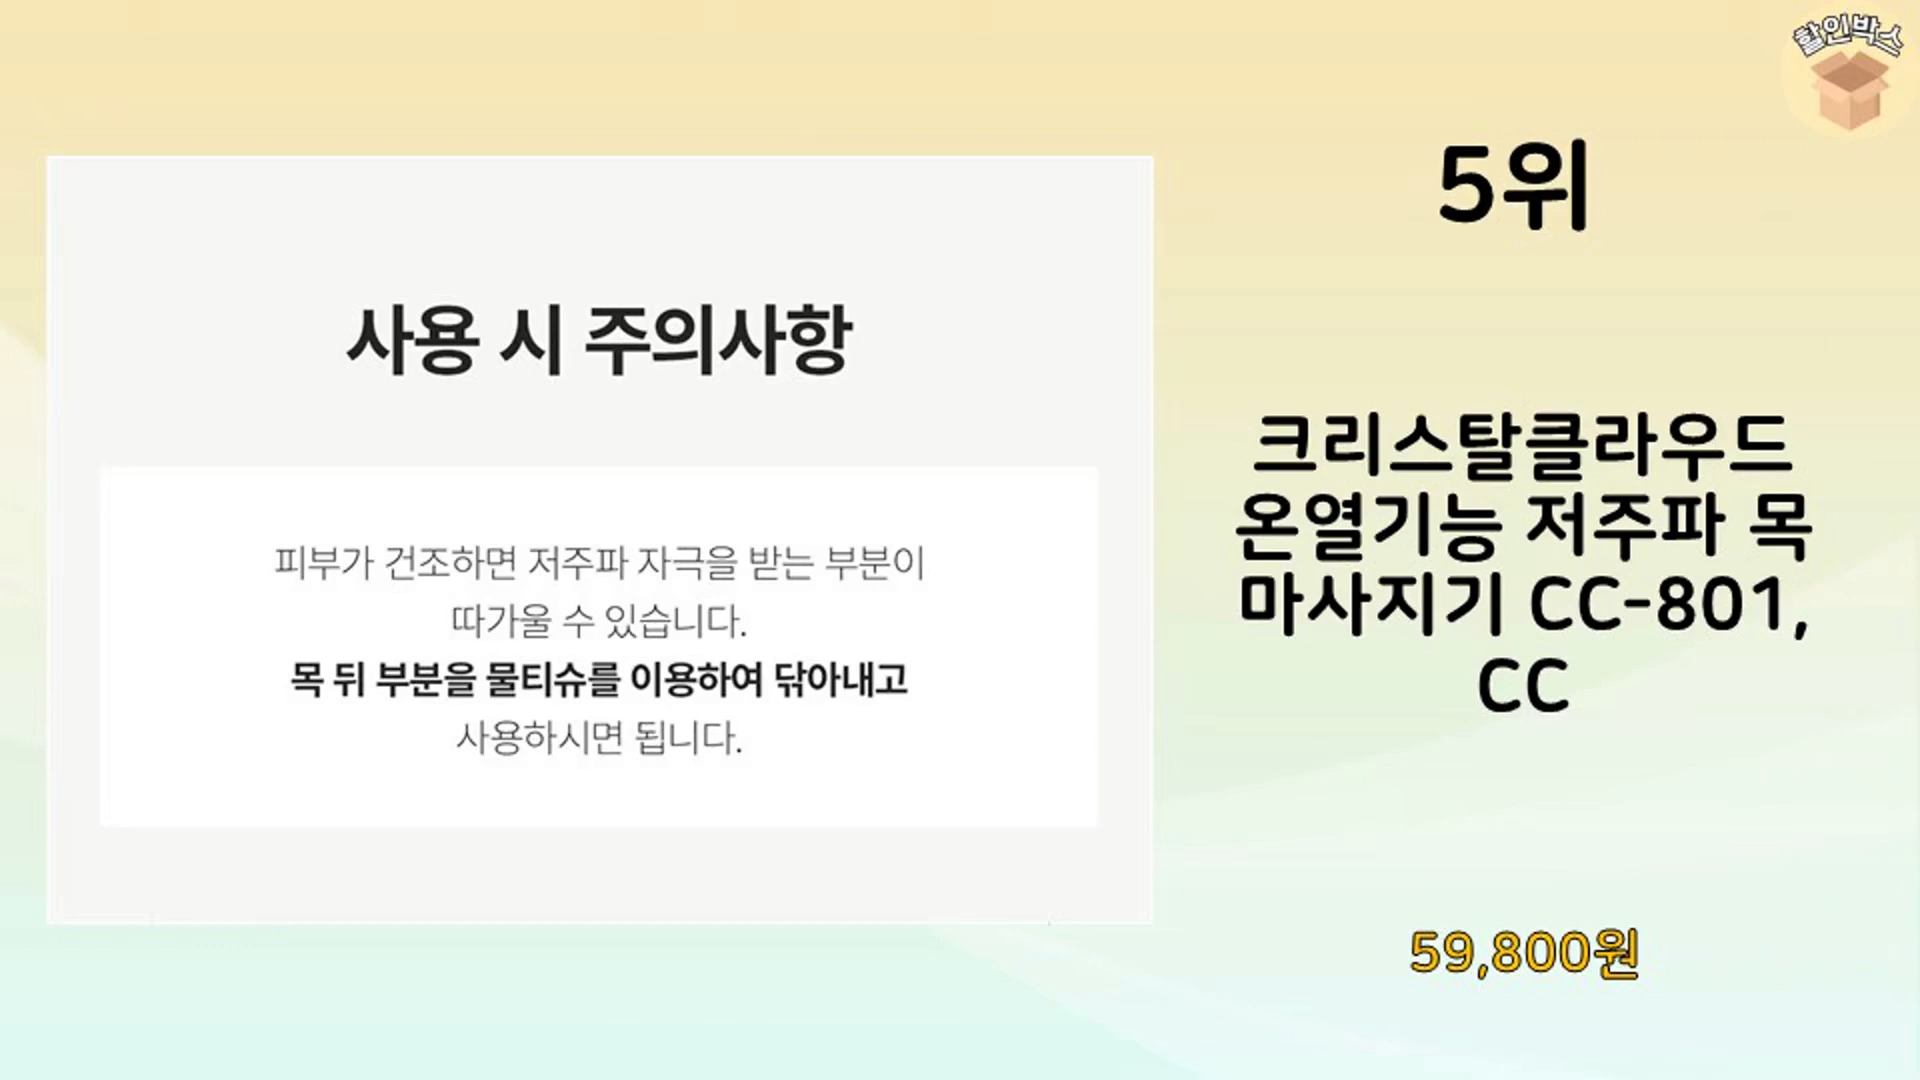 할인박스
5위
사용 시 주의사항
피부가 건조하면 저주파 자극을 받는 부분이
따가울 수 있습니다.
목 뒤 부분을 물티슈를 이용하여 닦아내고
사용하시면 됩니다.
크리스탈클라우드
온열기능 저주파 목
마사지기 CC-801,
CC
59,800원